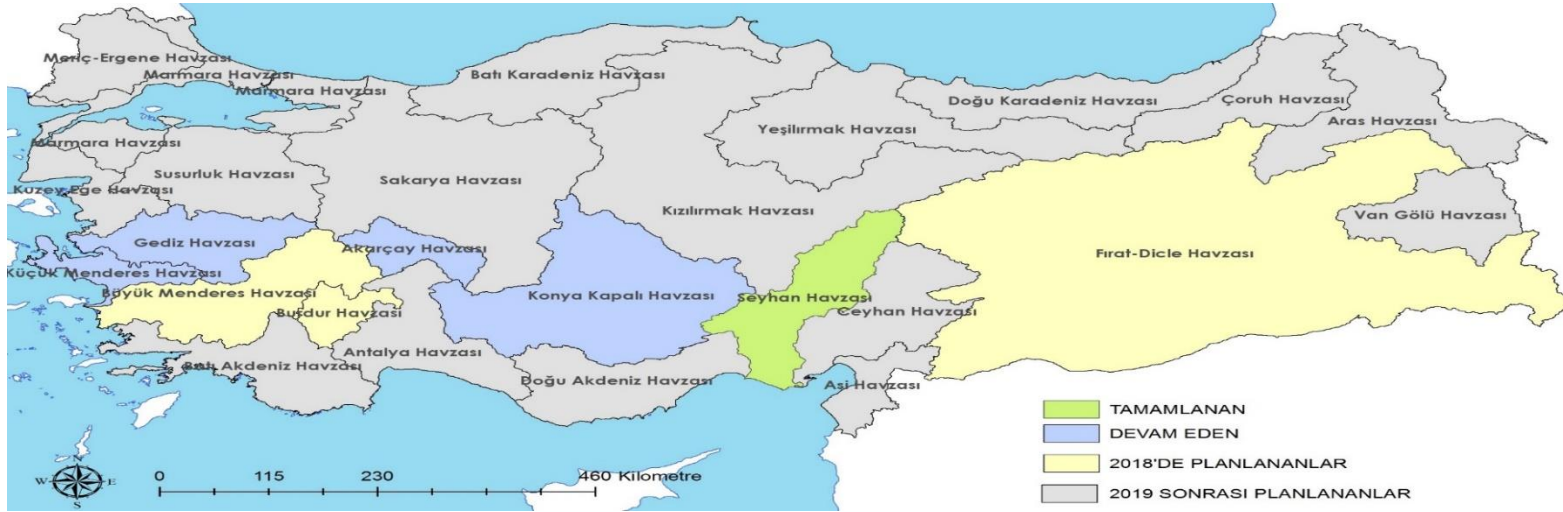 Meriç-Ergene Havzası
Marmara Havzası
Marmara Havzası
Batı Karadeniz Havzası
Doğu Karadeniz Havzası
Çoruh Havzası
Aras Havzası
Yeşilırmak Havzası
Marmara Havzası
Susurluk Havzası
Sakarya Havzası
Kuzey Ege Havzası
Kızılırmak Havzası
Van Gölü Havzası
Gediz Havzası
Akarçay Havzası
Fırat-Dicle Havzası
Küçük Menderes Havzası
Büyük Menderes Havzası
Konya Kapalı Havzası
Seyhan Havzası
Burdur Havzası
Ceyhan Havzası
Antalya Havzası
Batı Akdeniz Havzası
Doğu Akdeniz Havzası
Asi Havzası
TAMAMLANAN
DEVAM EDEN
2018'DE PLANLANANLAR
2019 SONRASI PLANLANANLAR
N
W E
S
0 115 230 460 Kilometre